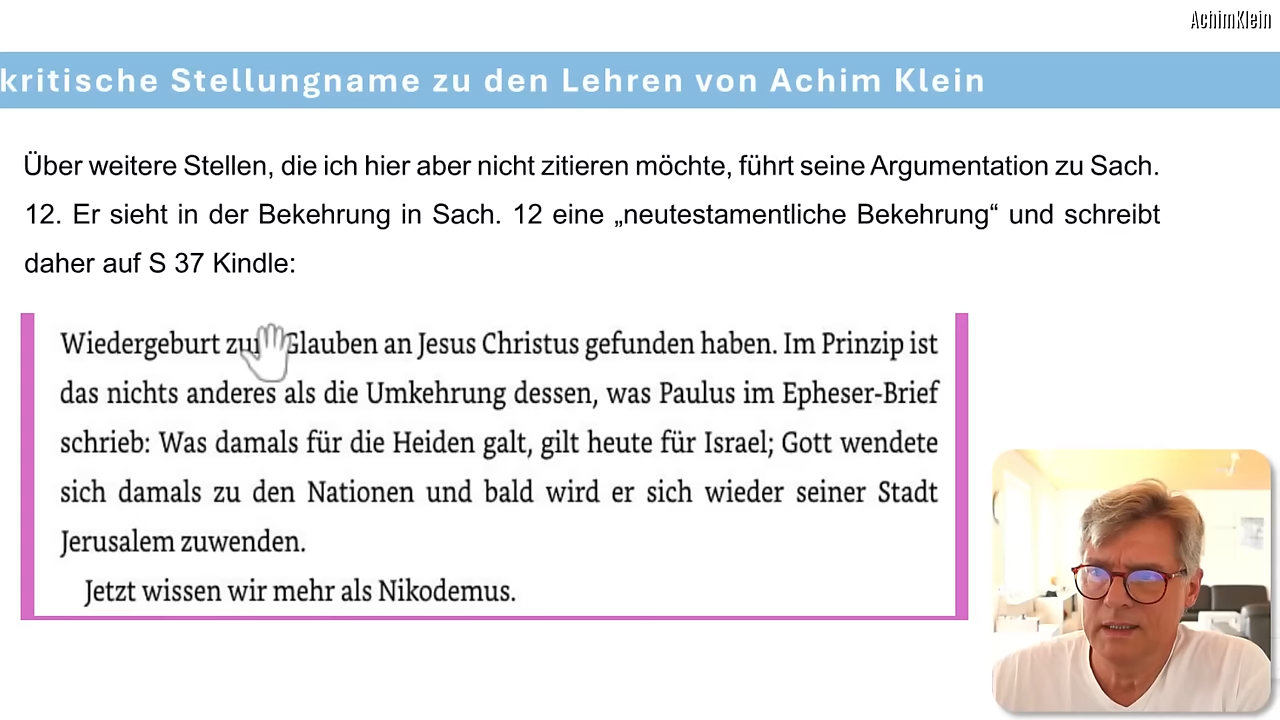 AchimKlein
kritische Stellungname zu den Lehren von Achim Klein
Über weitere Stellen, die ich hier aber nicht zitieren möchte, führt seine Argumentation zu Sach.
12. Er sieht in der Bekehrung in Sach. 12 eine „neutestamentliche Bekehrung“ und schreibt
daher auf S 37 Kindle:
Wiedergeburt Glauben an Jesus Christus gefunden haben. Im Prinzip ist
das nichts anderes als die Umkehrung dessen, was Paulus im Epheser-Brief
schrieb: Was damals für die Heiden galt, gilt heute für Israel; Gott wendete
sich damals zu den Nationen und bald wird er sich wieder seiner Stadt
Jerusalem zuwenden.
Jetzt wissen wir mehr als Nikodemus.